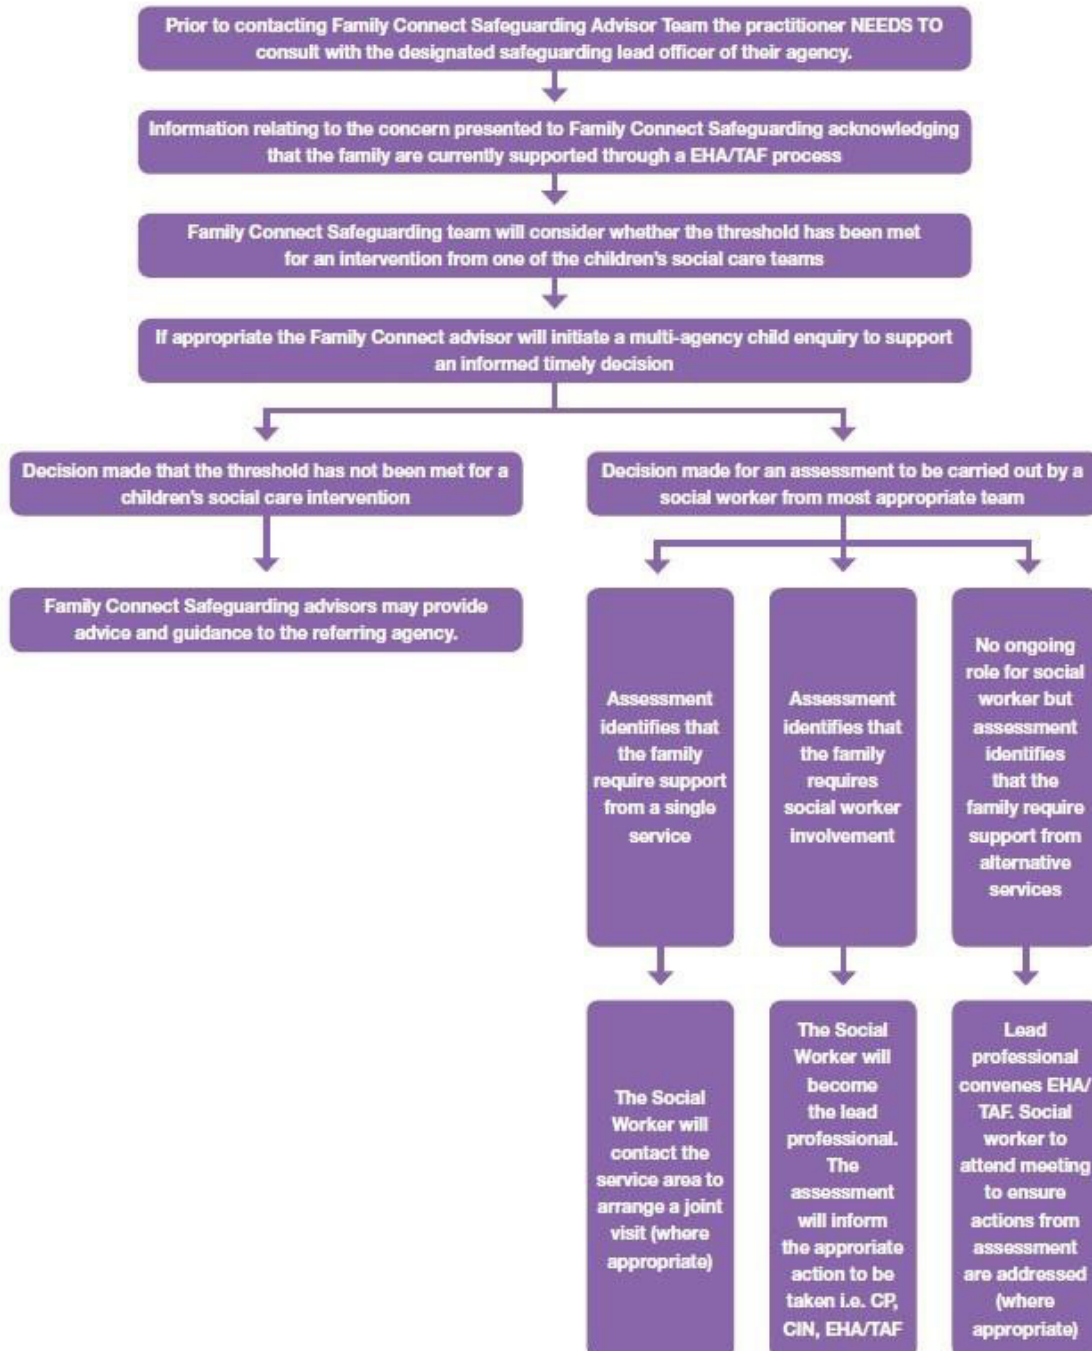 Prior to contacting Family Connect Safeguarding Advisor Team the practitioner NEEDS TO
consult with the designated safeguarding lead officer of their agency.
Information relating to the concern presented to Family Connect Safeguarding acknowledging
that the family are currently supported through a EHA/TAF process
Family Connect Safeguarding team will consider whether the threshold has been met
for an intervention from one of the children's social care teams
If appropriate the Family Connect advisor will initiate a multi-agency child enquiry to support
an informed timely decision
Decision made that the threshold has not been met for a
children's social care intervention
Family Connect Safeguarding advisors may provide
advice and guidance to the referring agency.
Decision made for an assessment to be carried out by a
social worker from most appropriate team
Assessment
identifies that
the family
require support
from a single
service
The Social
Worker will
contact the
service area to
arrange a joint
visit (where
appropriate)
Assessment
identifies that
the family
requires
social worker
involvement
The Social
Worker will
become
the lead
professional.
The
assessment
will inform
the approriate
action to be
taken i.e. CP,
CIN, EHA/TAF
No ongoing
role for social
worker but
assessment
identifies
that the
family require
support from
alternative
services
Lead
professional
convenes EHA/
TAF. Social
worker to
attend meeting
to ensure
actions from
assessment
are addressed
(where
appropriate)